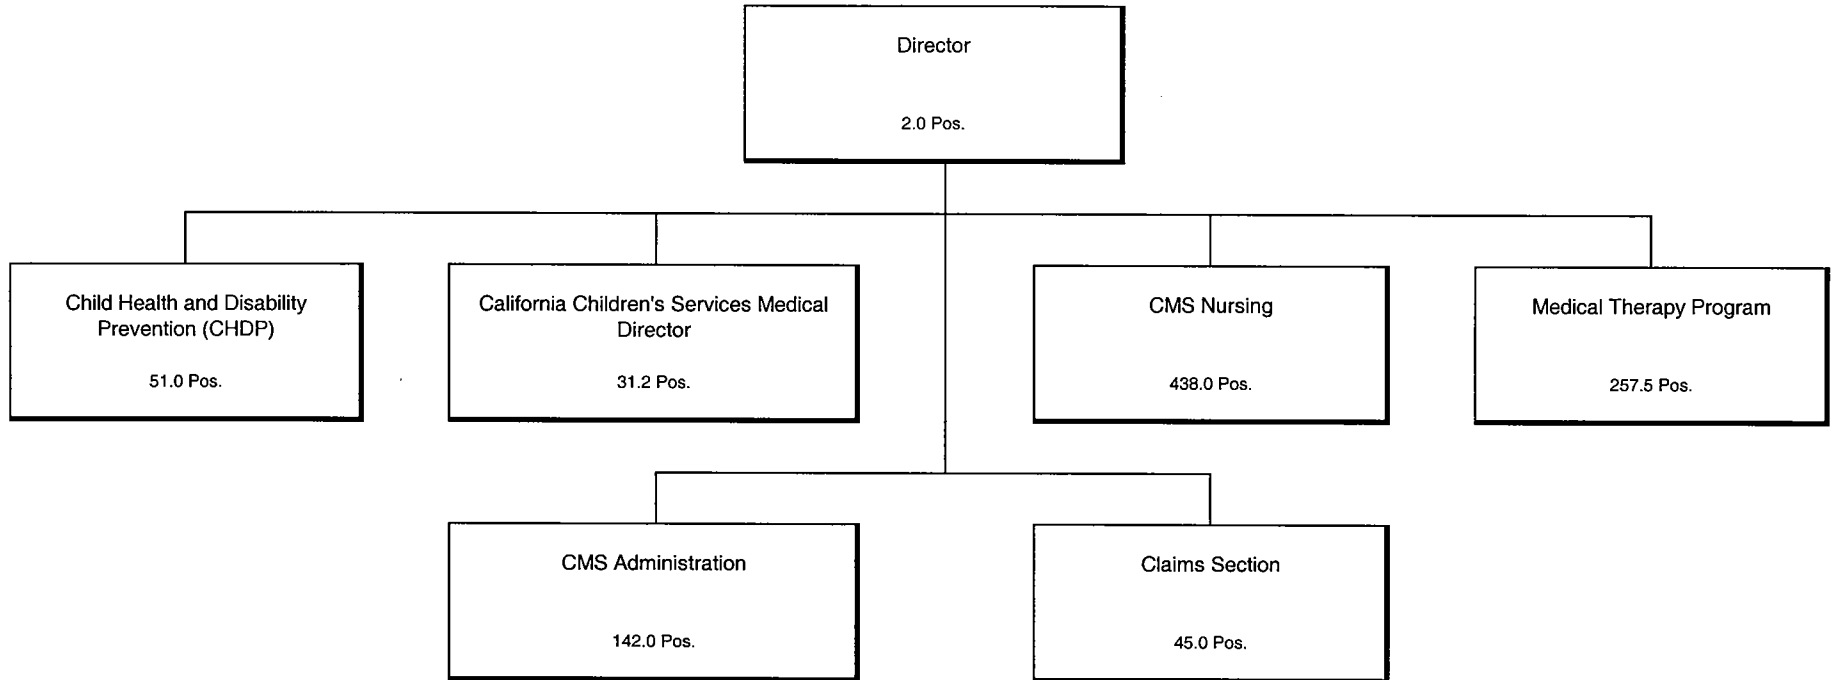 Director
2.0 Pos.
Child Health and Disability
Prevention (CHDP)
51.0 Pos.
California Children's Services Medical
Director
31.2 Pos.
CMS Nursing
438.0 Pos.
Medical Therapy Program
257.5 Pos.
CMS Administration
142.0 Pos.
Claims Section
45.0 Pos.